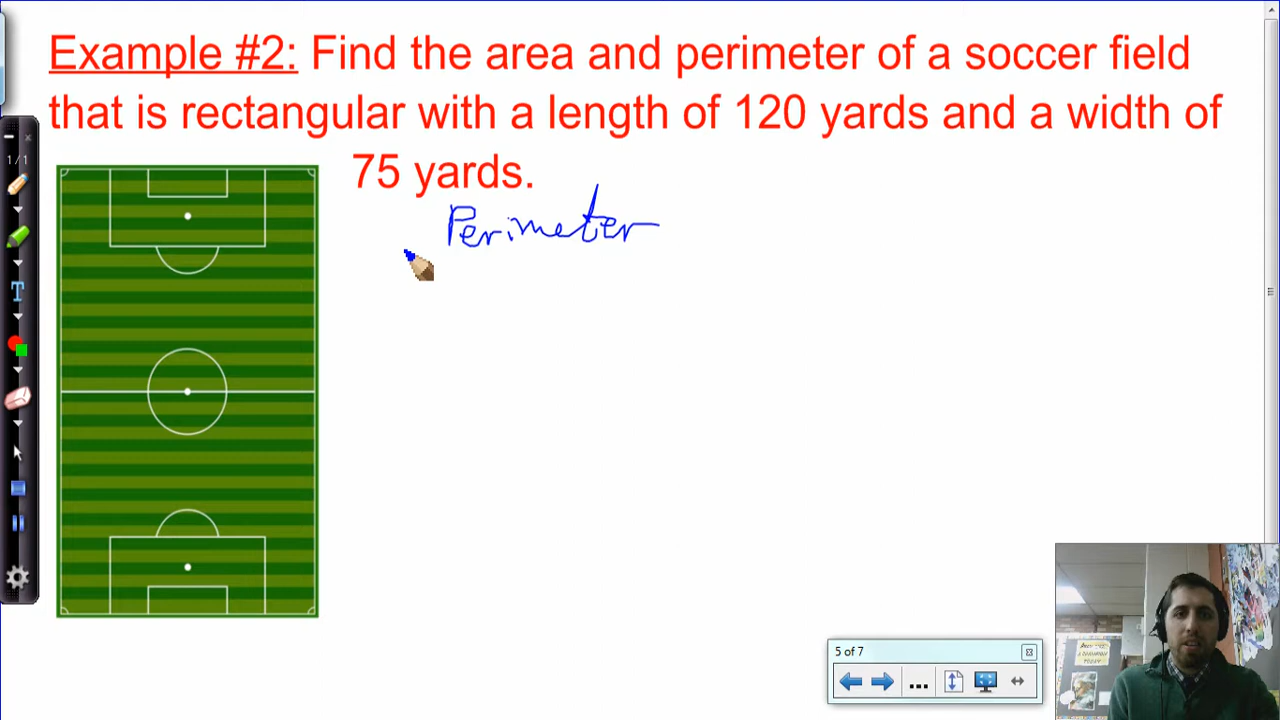 Example #2: Find the area and perimeter of a soccer field
that is rectangular with a length of 120 yards and a width of
75 yards.
Perimeter
1/1
T
5 of 7